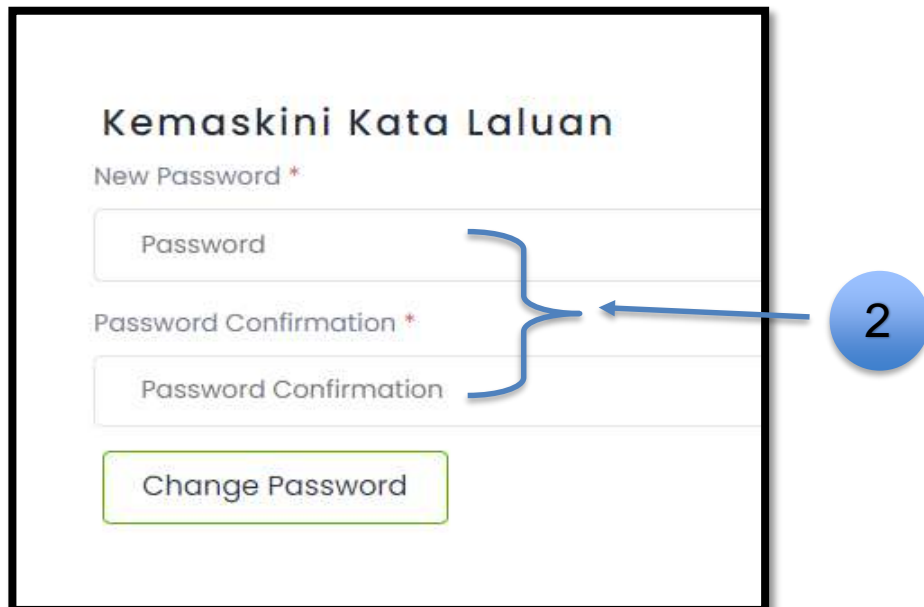 Kemaskini Kata Laluan
New Password *
Password
2
Password Confirmation *
Password Confirmation
Change Password